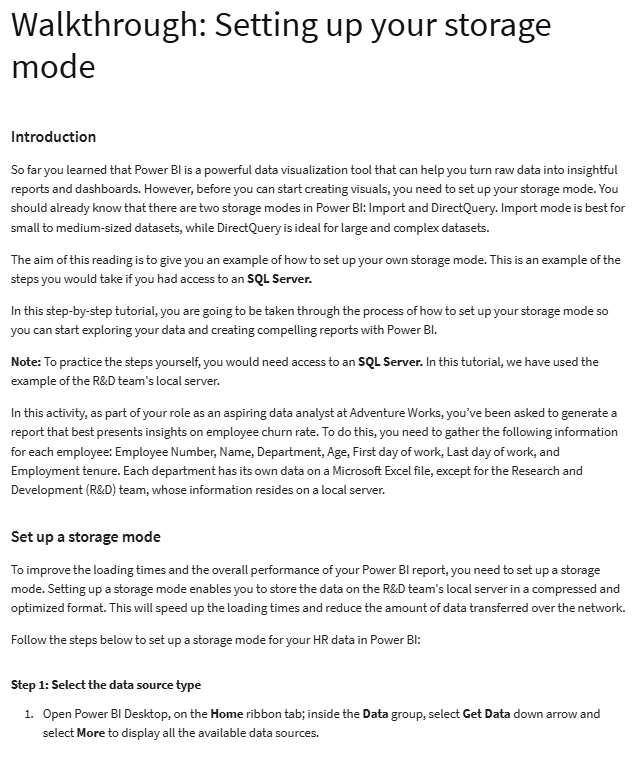 Walkthrough: Setting up your storage
mode
Introduction
So far you learned that Power BI is a powerful data visualization tool that can help you turn raw data into insightful
reports and dashboards. However, before you can start creating visuals, you need to set up your storage mode. You
should already know that there are two storage modes in Power BI: Import and DirectQuery. Import mode is best for
small to medium-sized datasets, while DirectQuery is ideal for large and complex datasets.
The aim of this reading is to give you an example of how to set up your own storage mode. This is an example of the
steps you would take if you had access to an SQL Server.
In this step-by-step tutorial, you are going to be taken through the process of how to set up your storage mode so
you can start exploring your data and creating compelling reports with Power BI.
Note: To practice the steps yourself, you would need access to an SQL Server. In this tutorial, we have used the
example of the R&D team's local server.
In this activity, as part of your role as an aspiring data analyst at Adventure Works, you've been asked to generate a
report that best presents insights on employee churn rate. To do this, you need to gather the following information
for each employee: Employee Number, Name, Department, Age, First day of work, Last day of work, and
Employment tenure. Each department has its own data on a Microsoft Excel file, except for the Research and
Development (R&D) team, whose information resides on a local server.
Set up a storage mode
To improve the loading times and the overall performance of your Power BI report, you need to set up a storage
mode. Setting up a storage mode enables you to store the data on the R&D team's local server in a compressed and
optimized format. This will speed up the loading times and reduce the amount of data transferred over the network.
Follow the steps below to set up a storage mode for your HR data in Power BI:
Step 1: Select the data source type
1. Open Power BI Desktop, on the Home ribbon tab; inside the Data group, select Get Data down arrow and
select More to display all the available data sources.